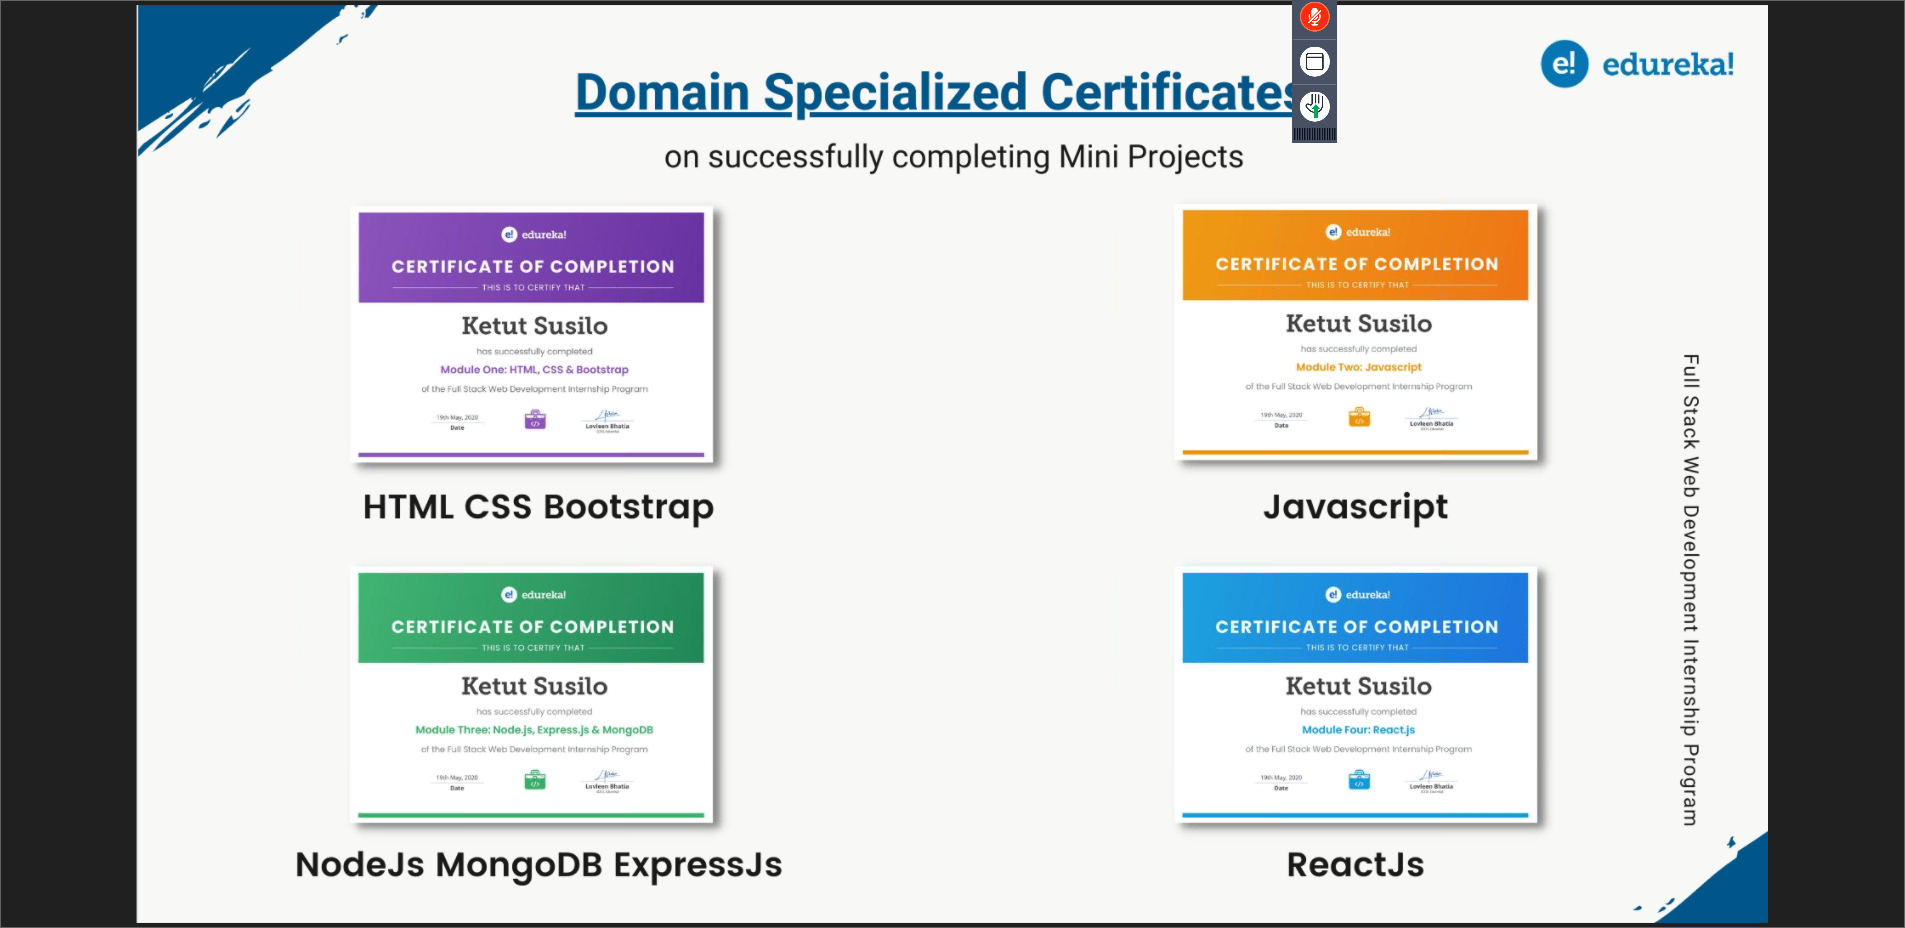 Domain Specialized Certificates
e! edureka!
on successfully completing Mini Projects
e! edureka!
CERTIFICATE OF COMPLETION
THIS IS TO CERTIFY THAT
Ketut Susilo
has successfully completed
Module One: HTML, CSS & Bootstrap
of the Full Stack Web Development Internship Program
19th May, 2020
Date
Lovleen Bhatia
HTML CSS Bootstrap
e! edureka!
CERTIFICATE OF COMPLETION
THIS IS TO CERTIFY THAT
Ketut Susilo
has successfully completed
Module Two: Javascript
of the Full Stack Web Development Internship Program
19th May, 2020
Date
Lovleen Bhatia
Javascript
e! edureka!
CERTIFICATE OF COMPLETION
THIS IS TO CERTIFY THAT
Ketut Susilo
has successfully completed
Module Three: Node.js, Express.js & MongoDB
of the Full Stack Web Development Internship Program
19th May, 2020
Date
Lovleen Bhatia
NodeJs MongoDB ExpressJs
e! edureka!
CERTIFICATE OF COMPLETION
THIS IS TO CERTIFY THAT
Ketut Susilo
has successfully completed
Module Four: React.js
of the Full Stack Web Development Internship Program
19th May, 2020
Date
Lovleen Bhatia
ReactJs
Full Stack Web Development Internship Program